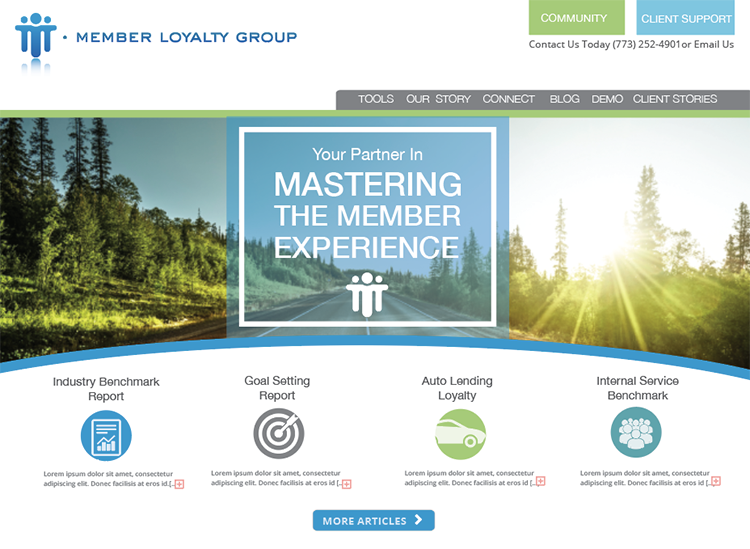 COMMUNITY
CLIENT SUPPORT
MEMBER LOYALTY GROUP
Contact Us Today (773) 252-4901or Email Us
TOOLS OUR STORY CONNECT BLOG DEMO CLIENT STORIES
Your Partner In
MASTERING
THE MEMBER
EXPERIENCE
Industry Benchmark
Report
Lorem ipsum dolor sit amet, consectetur
adipiscing elit. Donec facilisis at eros id [..
Goal Setting
Report
Lorem ipsum dolor sit amet, consectetur
adipiscing elit. Donec facilisis at eros id [..
Auto Lending
Loyalty
Lorem ipsum dolor sit amet, consectetur
adipiscing elit. Donec facilisis at eros id [..
Internal Service
Benchmark
Lorem ipsum dolor sit amet, consectetur
adipiscing elit. Donec facilisis at eros id [..
MORE ARTICLES